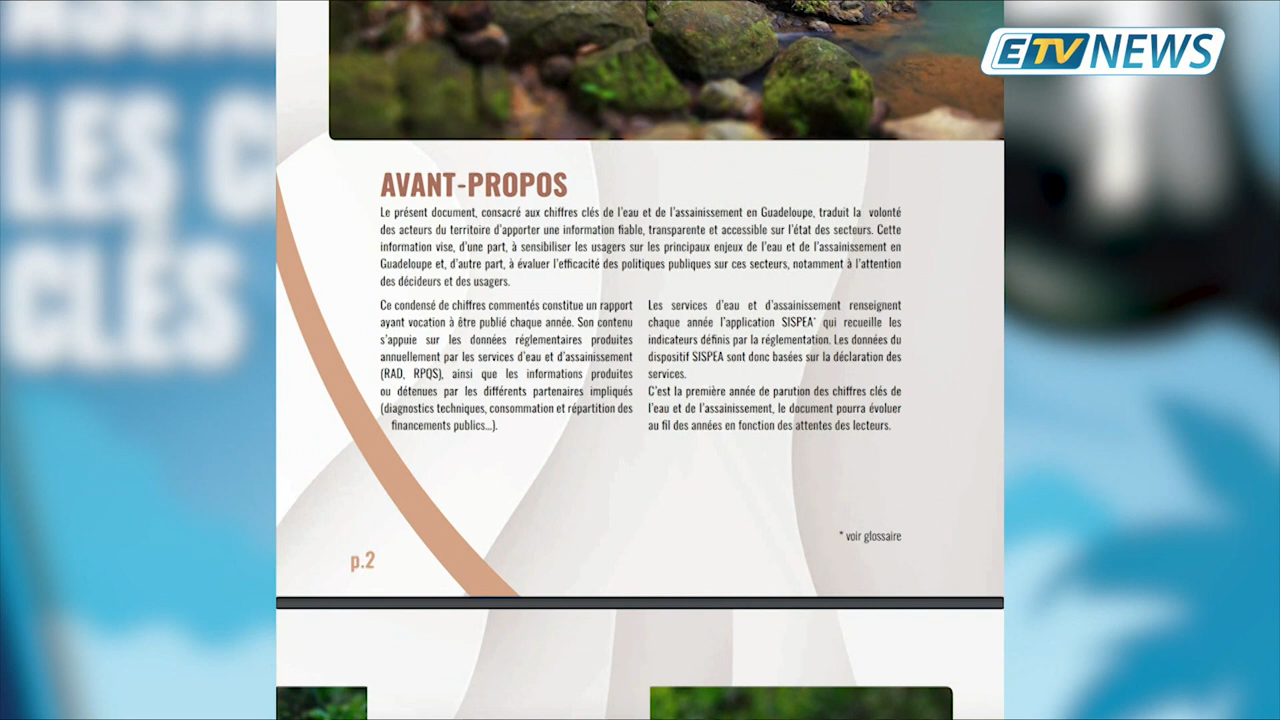 LES C
CLÉS
ETV NEWS
AVANT-PROPOS
Le présent document, consacré aux chiffres clés de l'eau et de l'assainissement en Guadeloupe, traduit la volonté
des acteurs du territoire d'apporter une information fiable, transparente et accessible sur l'état des secteurs. Cette
information vise, d'une part, à sensibiliser les usagers sur les principaux enjeux de l'eau et de l'assainissement en
Guadeloupe et, d'autre part, à évaluer l'efficacité des politiques publiques sur ces secteurs, notamment à l'attention
des décideurs et des usagers.
Ce condensé de chiffres commentés constitue un rapport
ayant vocation à être publié chaque année. Son contenu
s'appuie sur les données réglementaires produites
annuellement par les services d'eau et d'assainissement
(RAD, RPQS), ainsi que les informations produites
ou détenues par les différents partenaires impliqués
(diagnostics techniques, consommation et répartition des
financements publics...).
Les services d'eau et d'assainissement renseignent
chaque année l'application SISPEA* qui recueille les
indicateurs définis par la réglementation. Les données du
dispositif SISPEA sont donc basées sur la déclaration des
services.
C'est la première année de parution des chiffres clés de
l'eau et de l'assainissement, le document pourra évoluer
au fil des années en fonction des attentes des lecteurs.
* voir glossaire
p.2